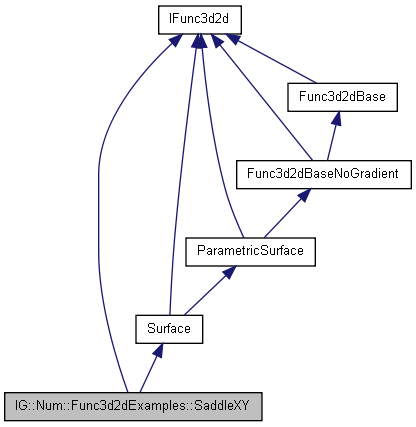 IFunc3d2d
Func3d2dBase
Func3d2dBaseNoGradient
ParametricSurface
Surface
IG::Num::Func3d2dExamples::SaddleXY